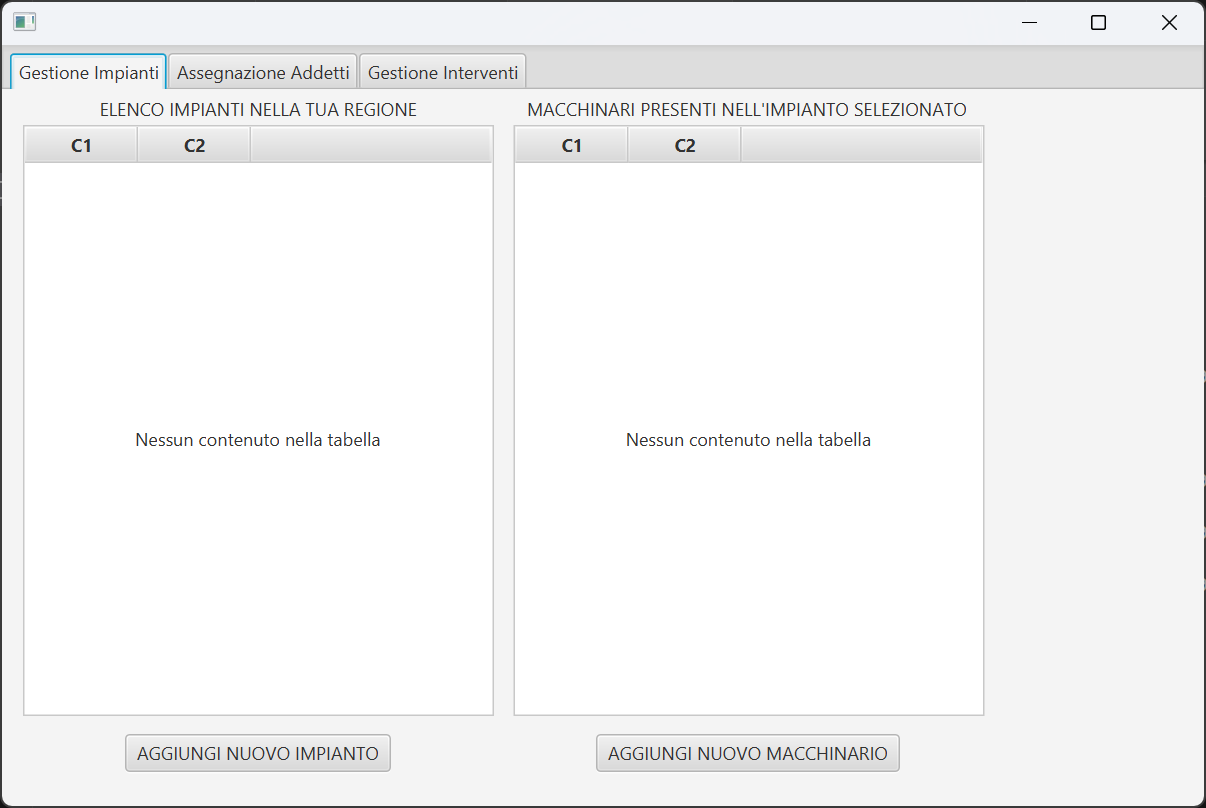 Gestione Impianti Assegnazione Addetti Gestione Interventi
ELENCO IMPIANTI NELLA TUA REGIONE
C1 C2
Nessun contenuto nella tabella
AGGIUNGI NUOVO IMPIANTO
MACCHINARI PRESENTI NELL'IMPIANTO SELEZIONATO
C1 C2
Nessun contenuto nella tabella
AGGIUNGI NUOVO MACCHINARIO